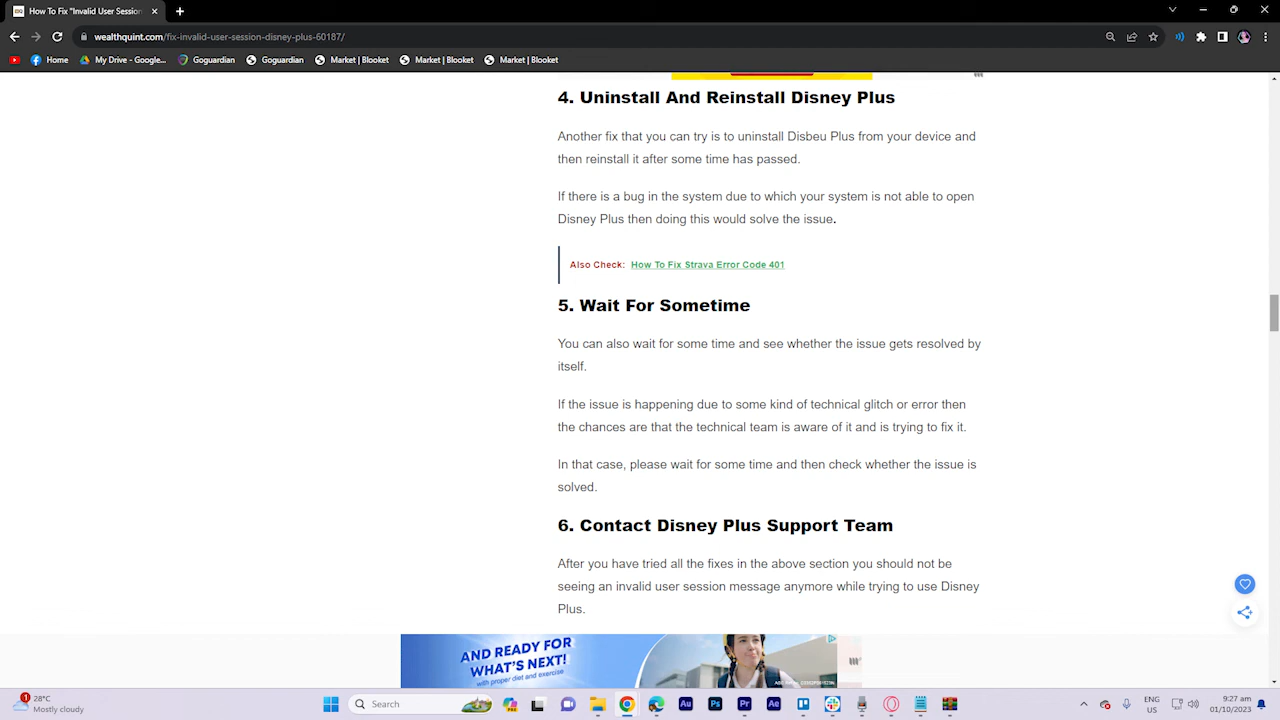 How To Fix "Invalid User Session
wealthquint.com/fix-invalid-user-session-disney-plus-60187/
Home
My Drive - Google...
Goguardian
GoGuardian
Market | Blooket
Market | Blooket
Market | Blooket
4. Uninstall And Reinstall Disney Plus
Another fix that you can try is to uninstall Disbeu Plus from your device and
then reinstall it after some time has passed.
If there is a bug in the system due to which your system is not able to open
Disney Plus then doing this would solve the issue.
Also Check: How To Fix Strava Error Code 401
5. Wait For Sometime
You can also wait for some time and see whether the issue gets resolved by
itself.
If the issue is happening due to some kind of technical glitch or error then
the chances are that the technical team is aware of it and is trying to fix it.
In that case, please wait for some time and then check whether the issue is
solved.
6. Contact Disney Plus Support Team
After you have tried all the fixes in the above section you should not be
seeing an invalid user session message anymore while trying to use Disney
Plus.
AND READY FOR
WHAT'S NEXT!
with proper diet and exercise
1
28°C
Mostly cloudy
Search
Au
Ps
Pr
Ae
ENG
US
9:27 am
01/10/2023